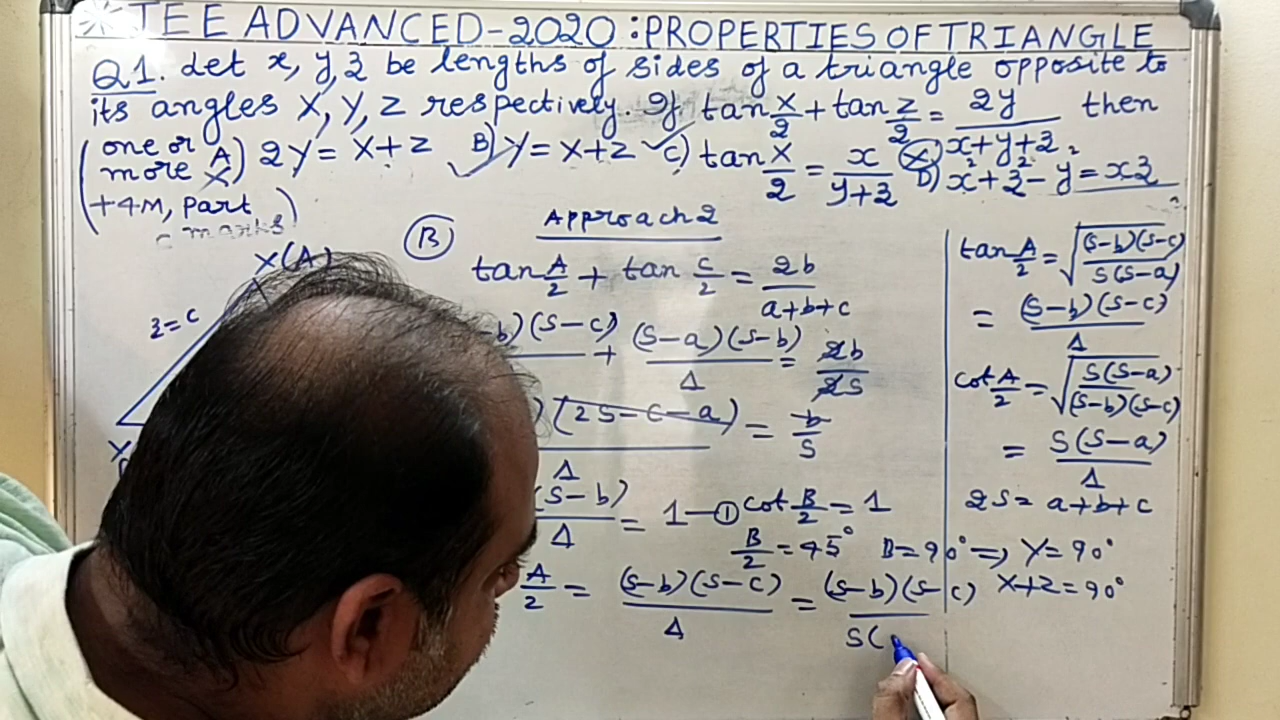 JEE ADVANCED-2020 : PROPERTIES OF TRIANGLE
Q1. Let x, y, z be lengths of sides of a triangle opposite to
its angles X, Y, Z respectively. If tan X/2 + tan Z/2 = 2y/(x+y+z) then
(one or more +4M, Part marks)
A) 2Y = X+Z B) Y = X+Z C) tan X/2 = x/(y+z) D) x²+z²-y² = xz
Approach 2
X(A)
z=c
B
tan A/2 + tan C/2 = 2b/(a+b+c)
-b)(s-c) + (s-a)(s-b)/Δ = 2b/2s
)(2s-c-a)/Δ = b/s
(s-b)/Δ = 1 — ① cot B/2 = 1
B/2 = 45° B = 90° ⇒ Y = 90°
A/2 = (s-b)(s-c)/Δ = (s-b)(s-c)/s(
X+Z = 90°
tan A/2 = √((s-b)(s-c)/s(s-a))
= (s-b)(s-c)/Δ
cot A/2 = √(s(s-a)/(s-b)(s-c))
= s(s-a)/Δ
2s = a+b+c